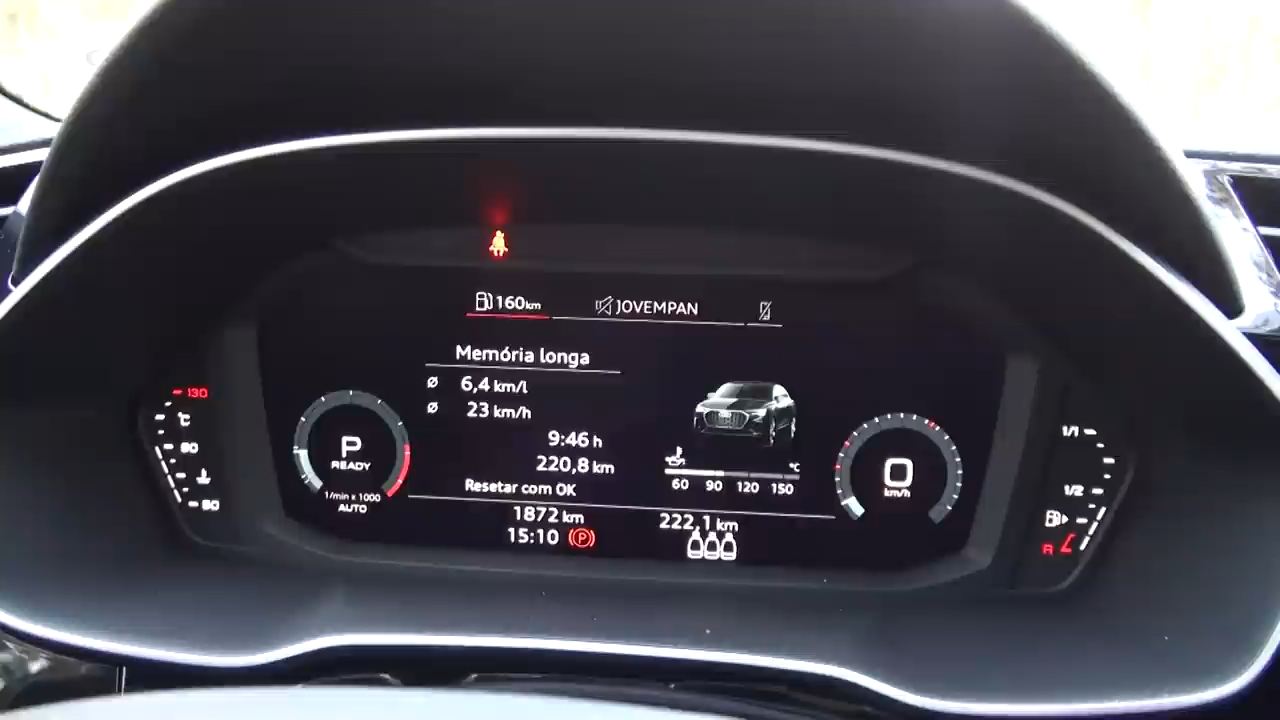 160km
JOVEMPAN
Memória longa
Ø 6,4 km/l
Ø 23 km/h
9:46 h
220,8 km
Resetar com OK
1872 km
222,1 km
15:10
P
P
READY
1/min x 1000
AUTO
130
°C
90
50
°C
60 90 120 150
0
km/h
1/1
1/2
R